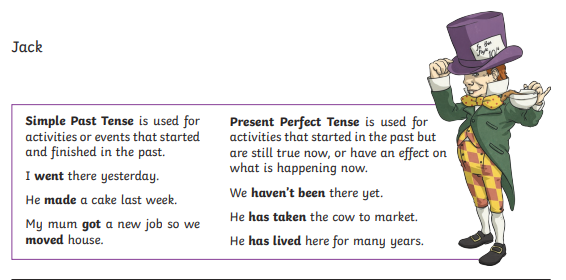 Jack
Simple Past Tense is used for
activities or events that started
and finished in the past.
I went there yesterday.
He made a cake last week.
My mum got a new job so we
moved house.
Present Perfect Tense is used for
activities that started in the past but
are still true now, or have an effect on
what is happening now.
We haven't been there yet.
He has taken the cow to market.
He has lived here for many years.
In this
Style